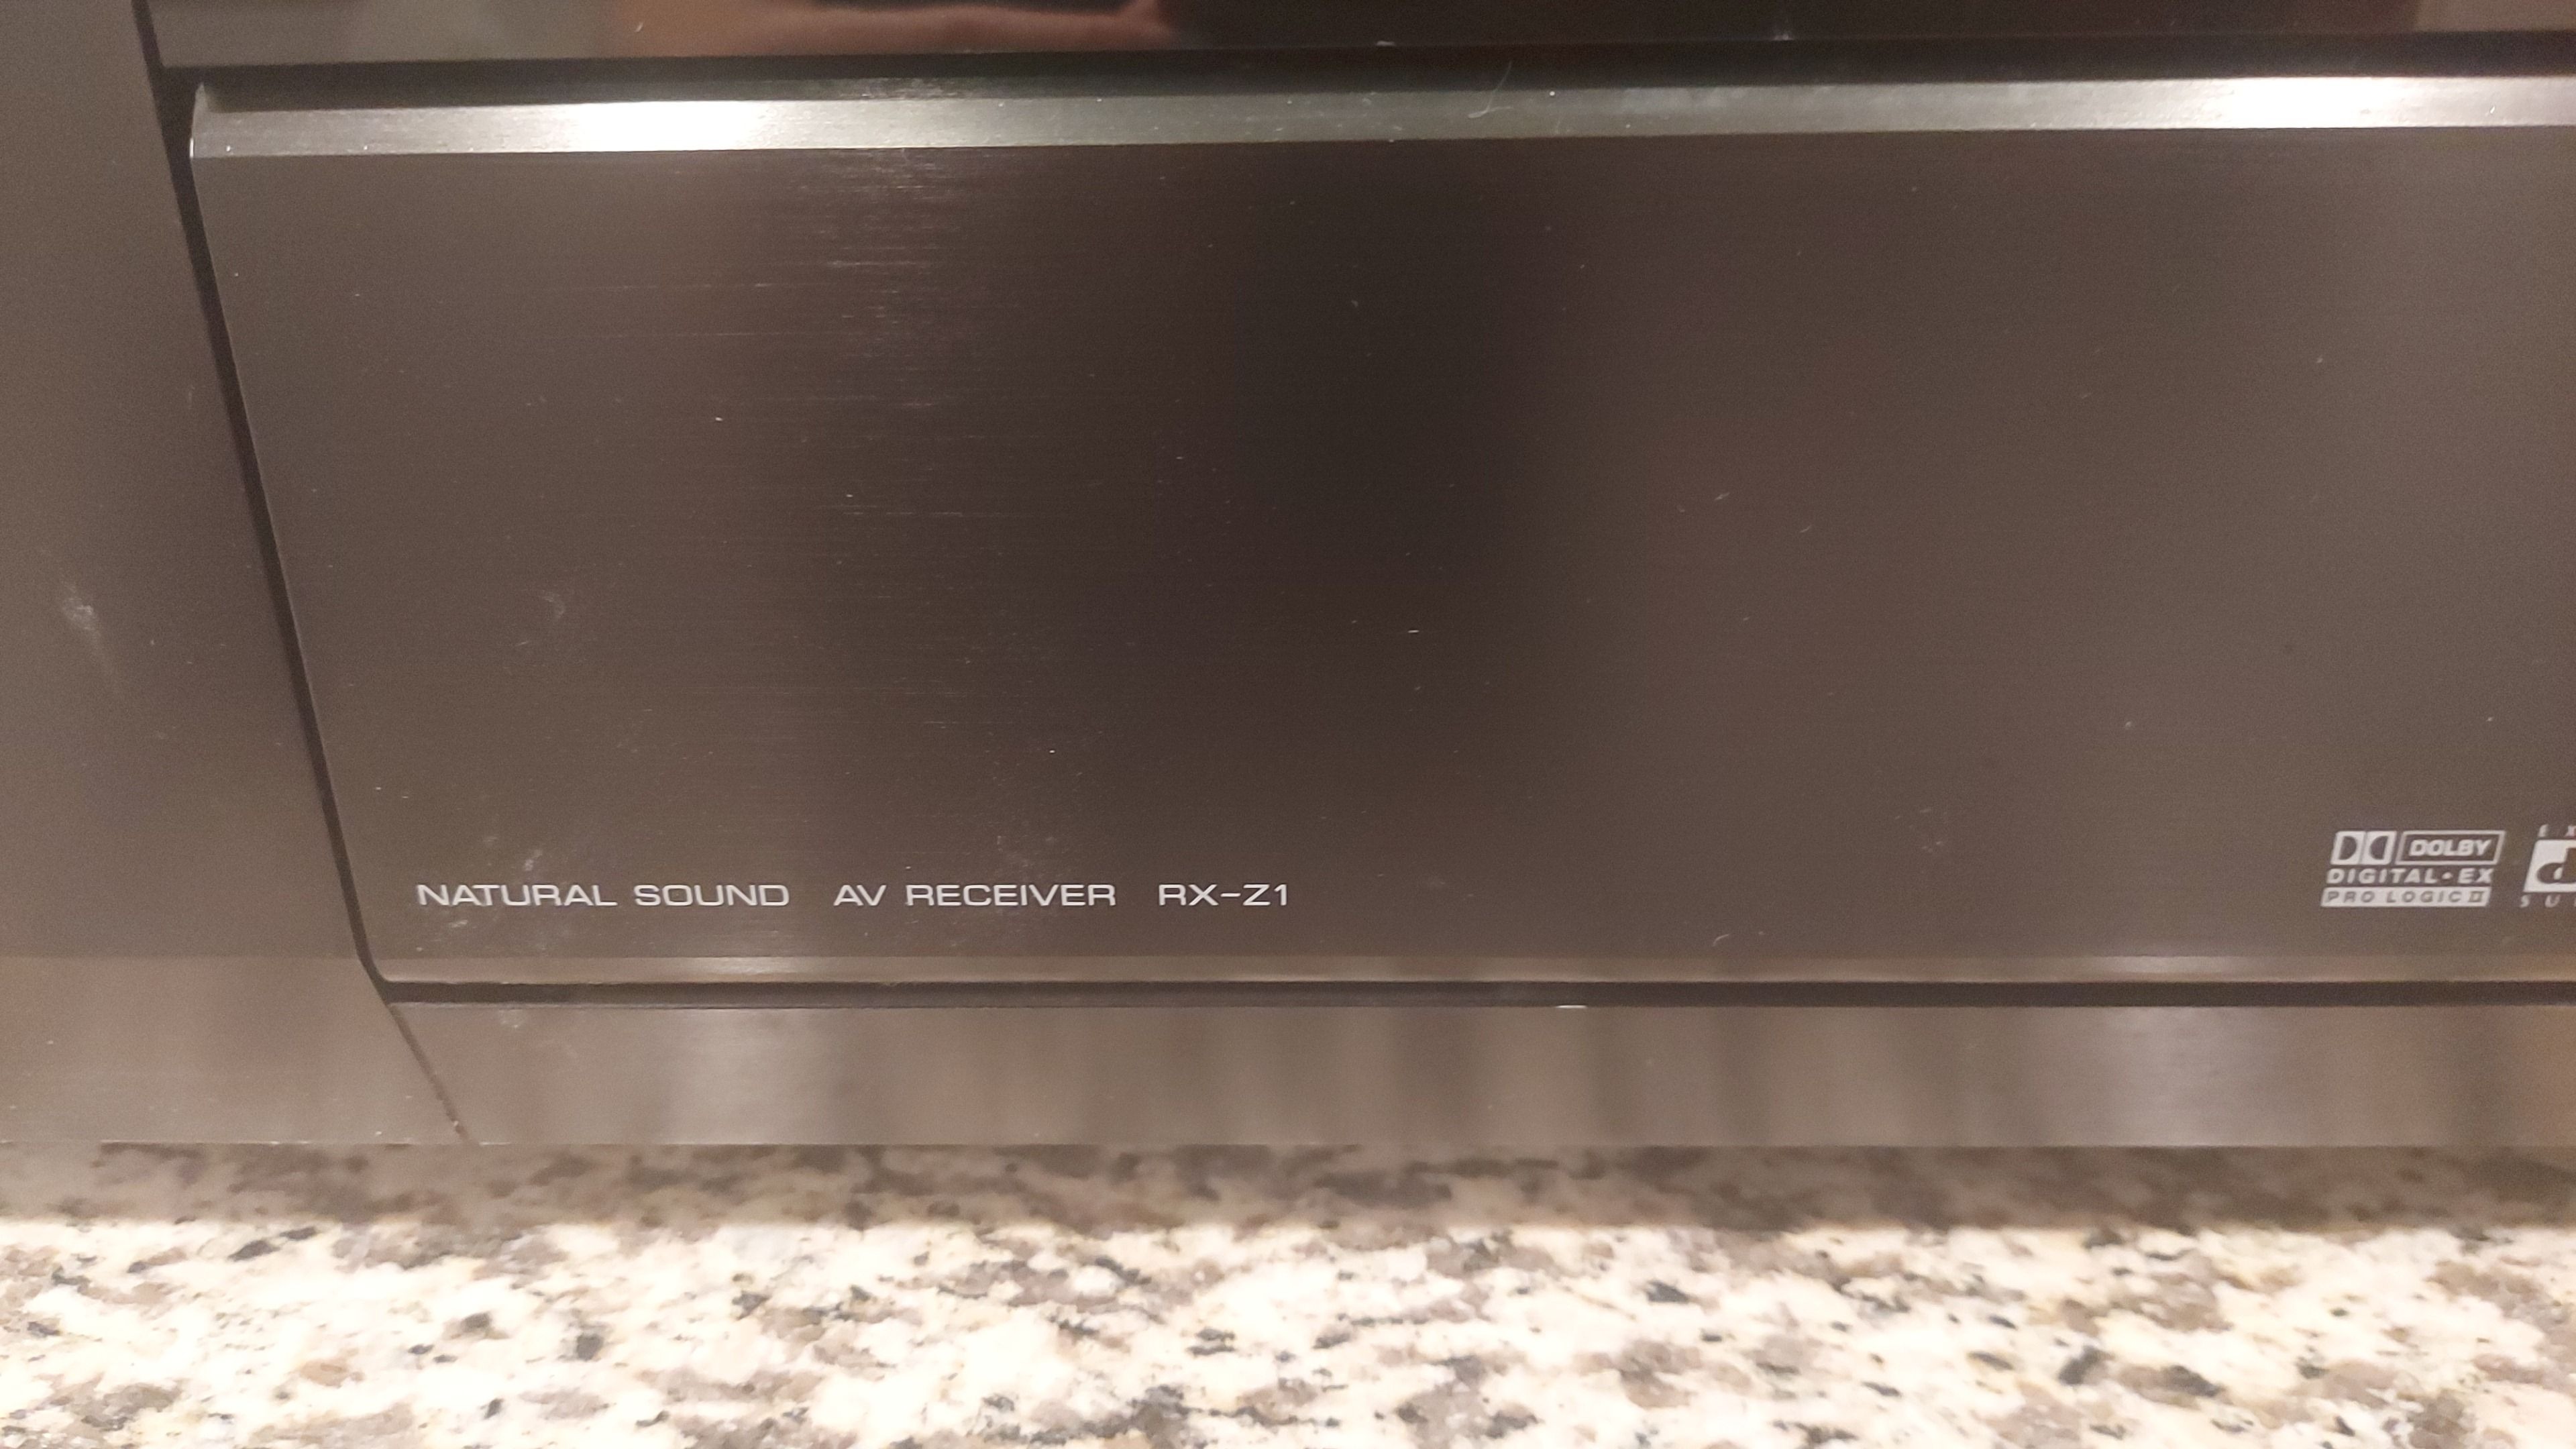 NATURAL SOUND AV RECEIVER RX-Z1
DOLBY
DIGITAL•EX
PRO LOGIC II